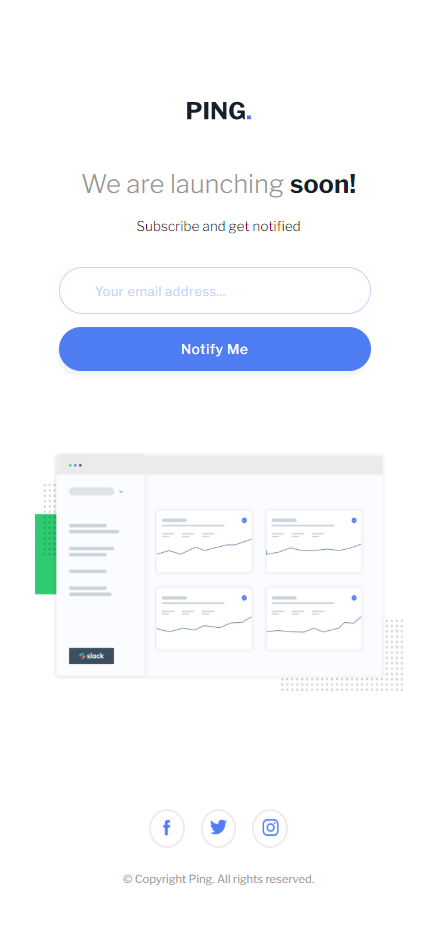 PING.
We are launching soon!
Subscribe and get notified
Your email address...
Notify Me
slack
© Copyright Ping. All rights reserved.